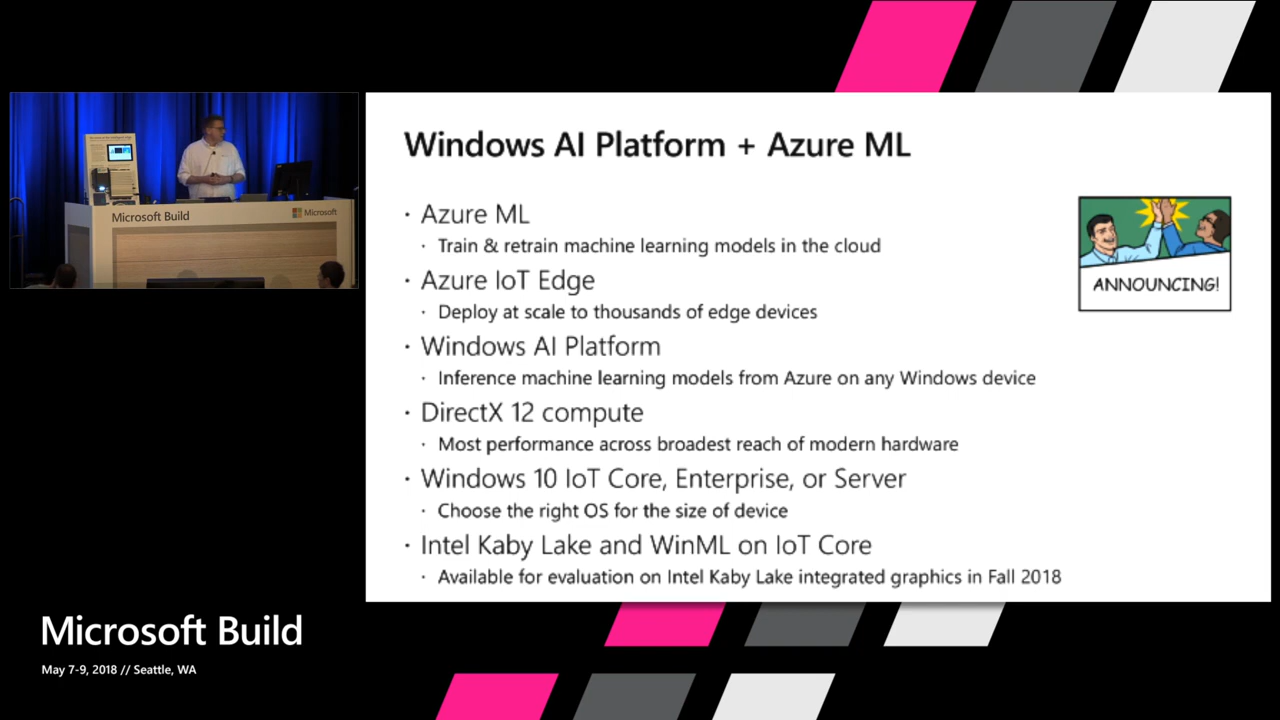 Windows AI Platform + Azure ML
· Azure ML
· Train & retrain machine learning models in the cloud
· Azure IoT Edge
· Deploy at scale to thousands of edge devices
· Windows AI Platform
· Inference machine learning models from Azure on any Windows device
· DirectX 12 compute
· Most performance across broadest reach of modern hardware
· Windows 10 IoT Core, Enterprise, or Server
· Choose the right OS for the size of device
· Intel Kaby Lake and WinML on IoT Core
· Available for evaluation on Intel Kaby Lake integrated graphics in Fall 2018
ANNOUNCING!
Microsoft Build
Microsoft
Microsoft Build
May 7-9, 2018 // Seattle, WA